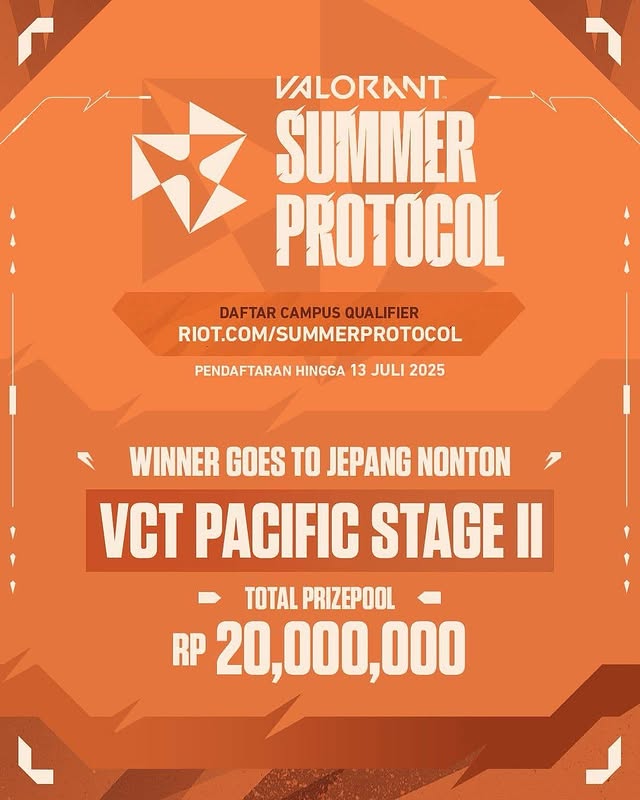 VALORANT
SUMMER
PROTOCOL
DAFTAR CAMPUS QUALIFIER
RIOT.COM/SUMMERPROTOCOL
PENDAFTARAN HINGGA 13 JULI 2025
WINNER GOES TO JEPANG NONTON
VCT PACIFIC STAGE II
TOTAL PRIZEPOOL
RP 20,000,000